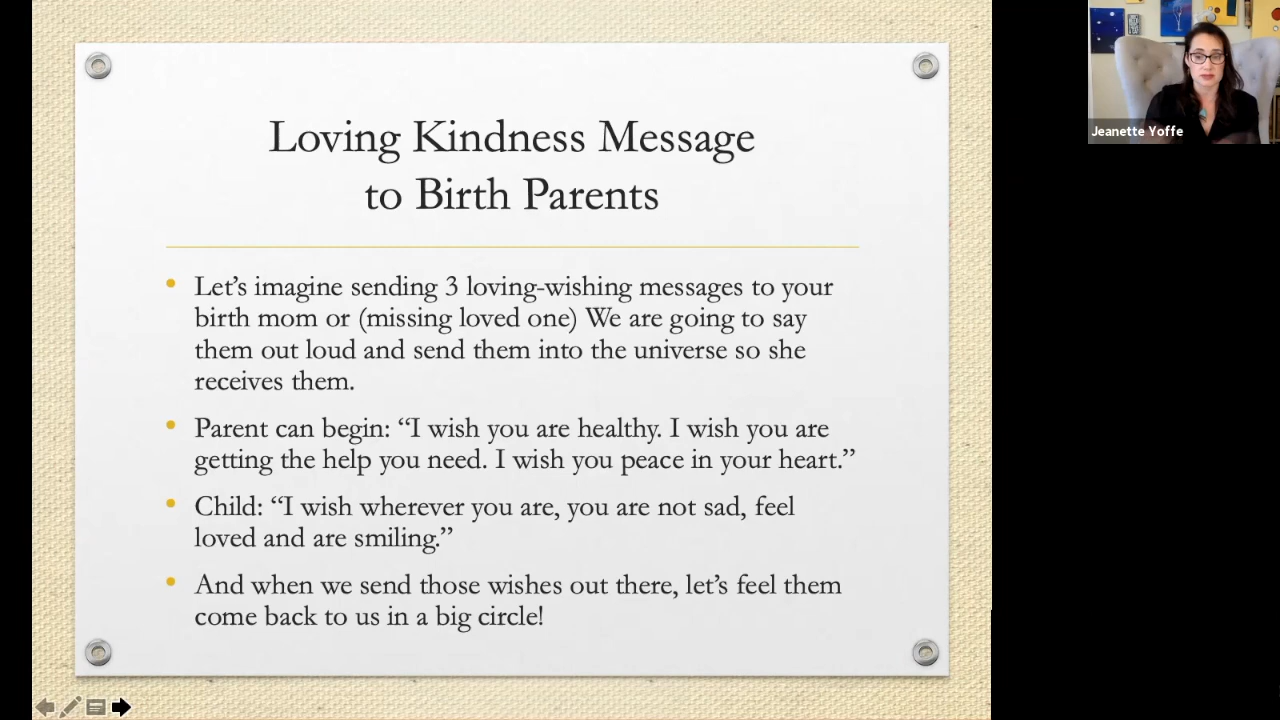 Loving Kindness Message
to Birth Parents
Let’s imagine sending 3 loving-wishing messages to your
birth mom or (missing loved one) We are going to say
them out loud and send them into the universe so she
receives them.
Parent can begin: “I wish you are healthy. I wish you are
getting the help you need. I wish you peace in your heart.”
Child: “I wish wherever you are, you are not sad, feel
loved and are smiling.”
And when we send those wishes out there, let’s feel them
come back to us in a big circle!
Jeanette Yoffe